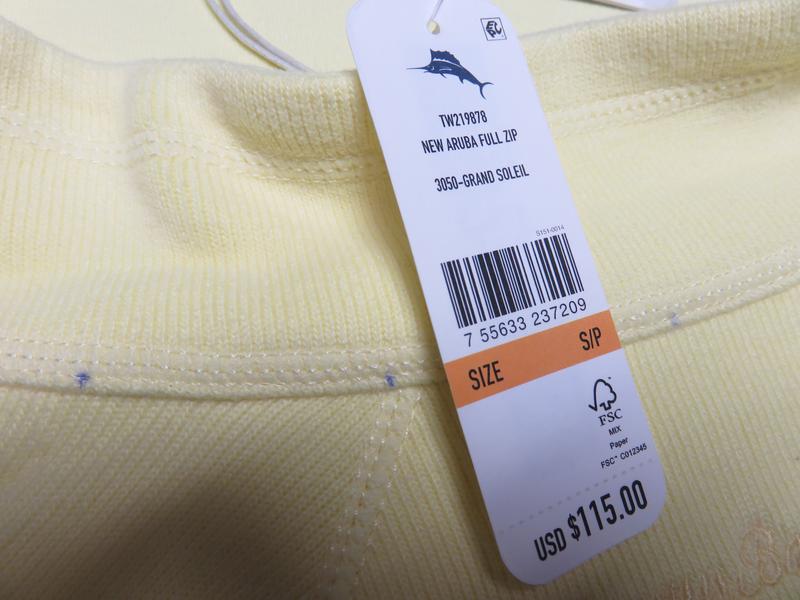 TW219878
NEW ARUBA FULL ZIP
3050-GRAND SOLEIL
S151-0014
7 55633 237209
SIZE S/P
FSC
MIX
Paper
FSC™ C012345
USD $115.00